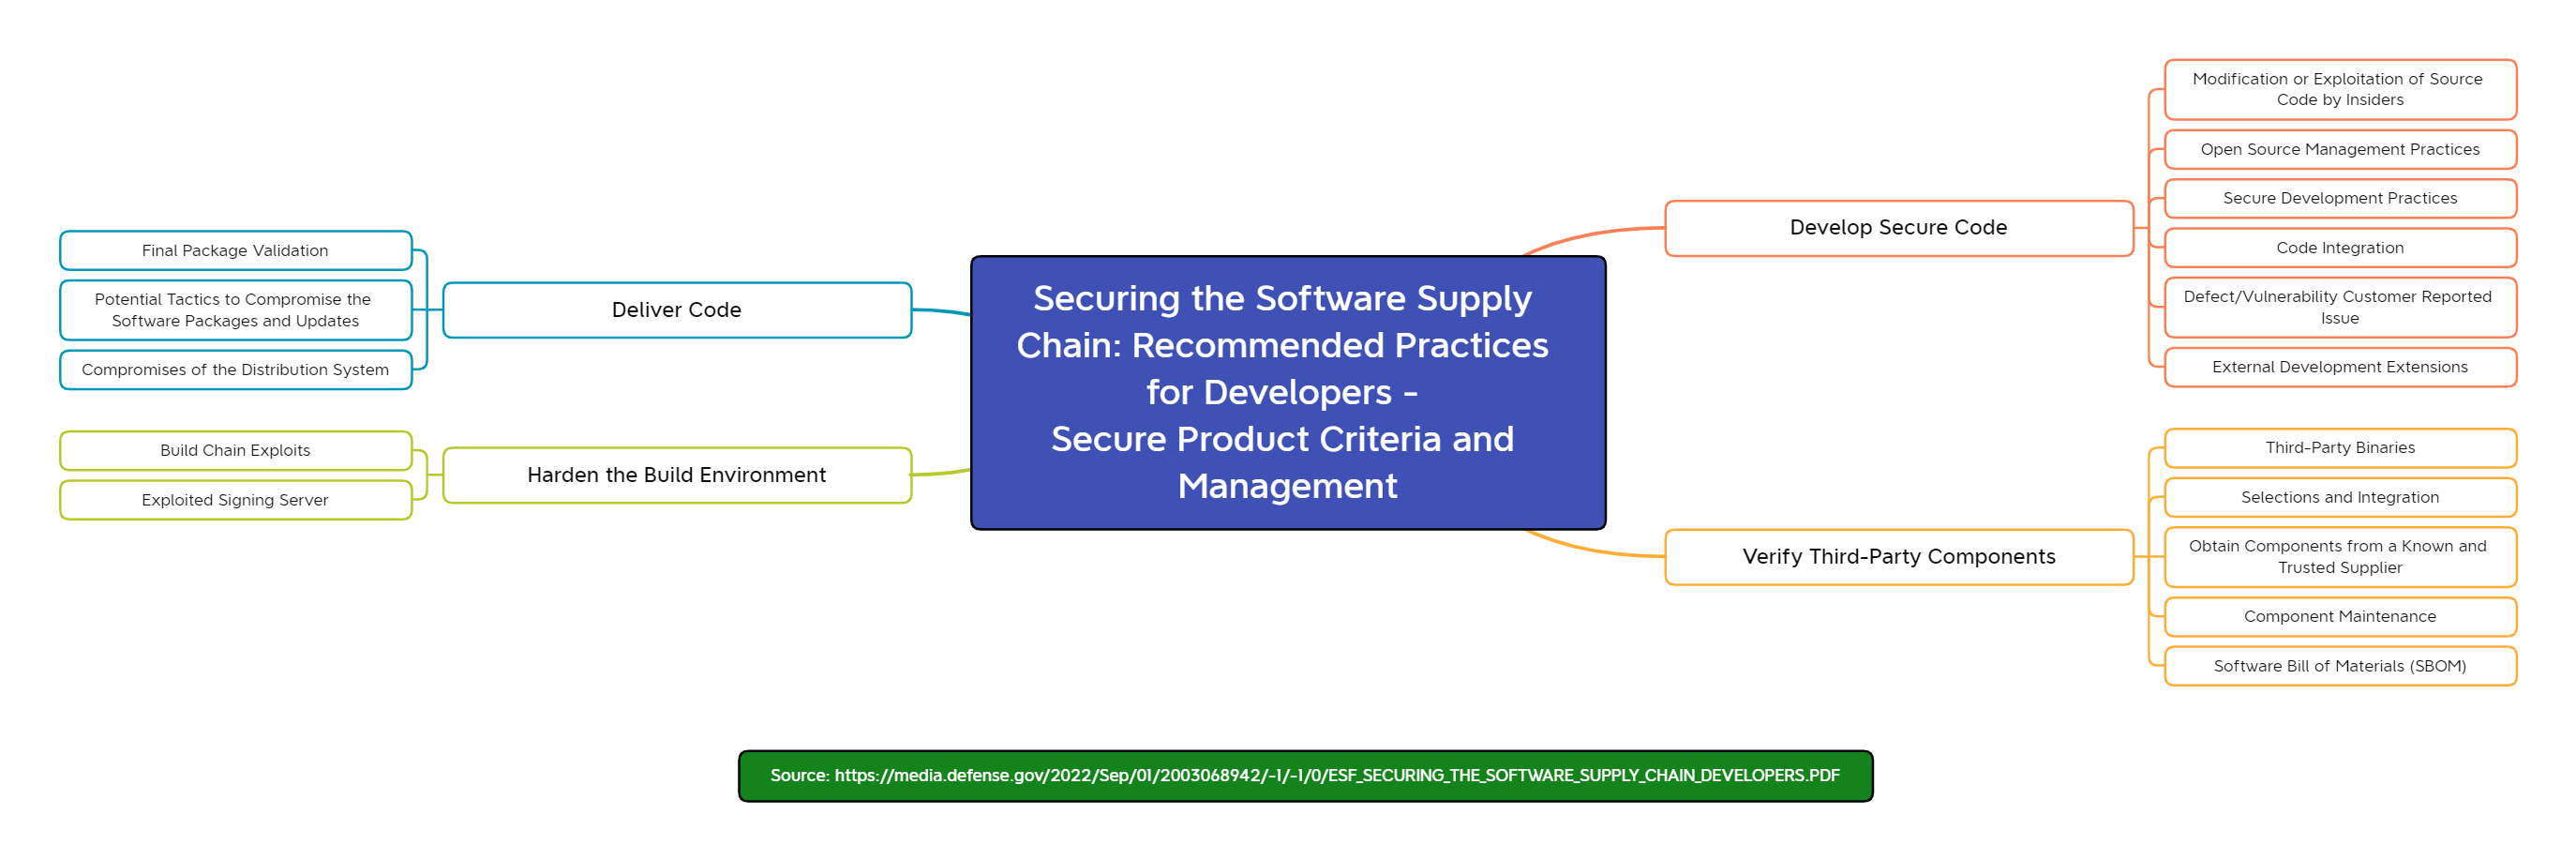 Securing the Software Supply
Chain: Recommended Practices
for Developers -
Secure Product Criteria and
Management
Develop Secure Code
Modification or Exploitation of Source
Code by Insiders
Open Source Management Practices
Secure Development Practices
Code Integration
Defect/Vulnerability Customer Reported
Issue
External Development Extensions
Verify Third-Party Components
Third-Party Binaries
Selections and Integration
Obtain Components from a Known and
Trusted Supplier
Component Maintenance
Software Bill of Materials (SBOM)
Deliver Code
Final Package Validation
Potential Tactics to Compromise the
Software Packages and Updates
Compromises of the Distribution System
Harden the Build Environment
Build Chain Exploits
Exploited Signing Server
Source: https://media.defense.gov/2022/Sep/01/2003068942/-1/-1/0/ESF_SECURING_THE_SOFTWARE_SUPPLY_CHAIN_DEVELOPERS.PDF